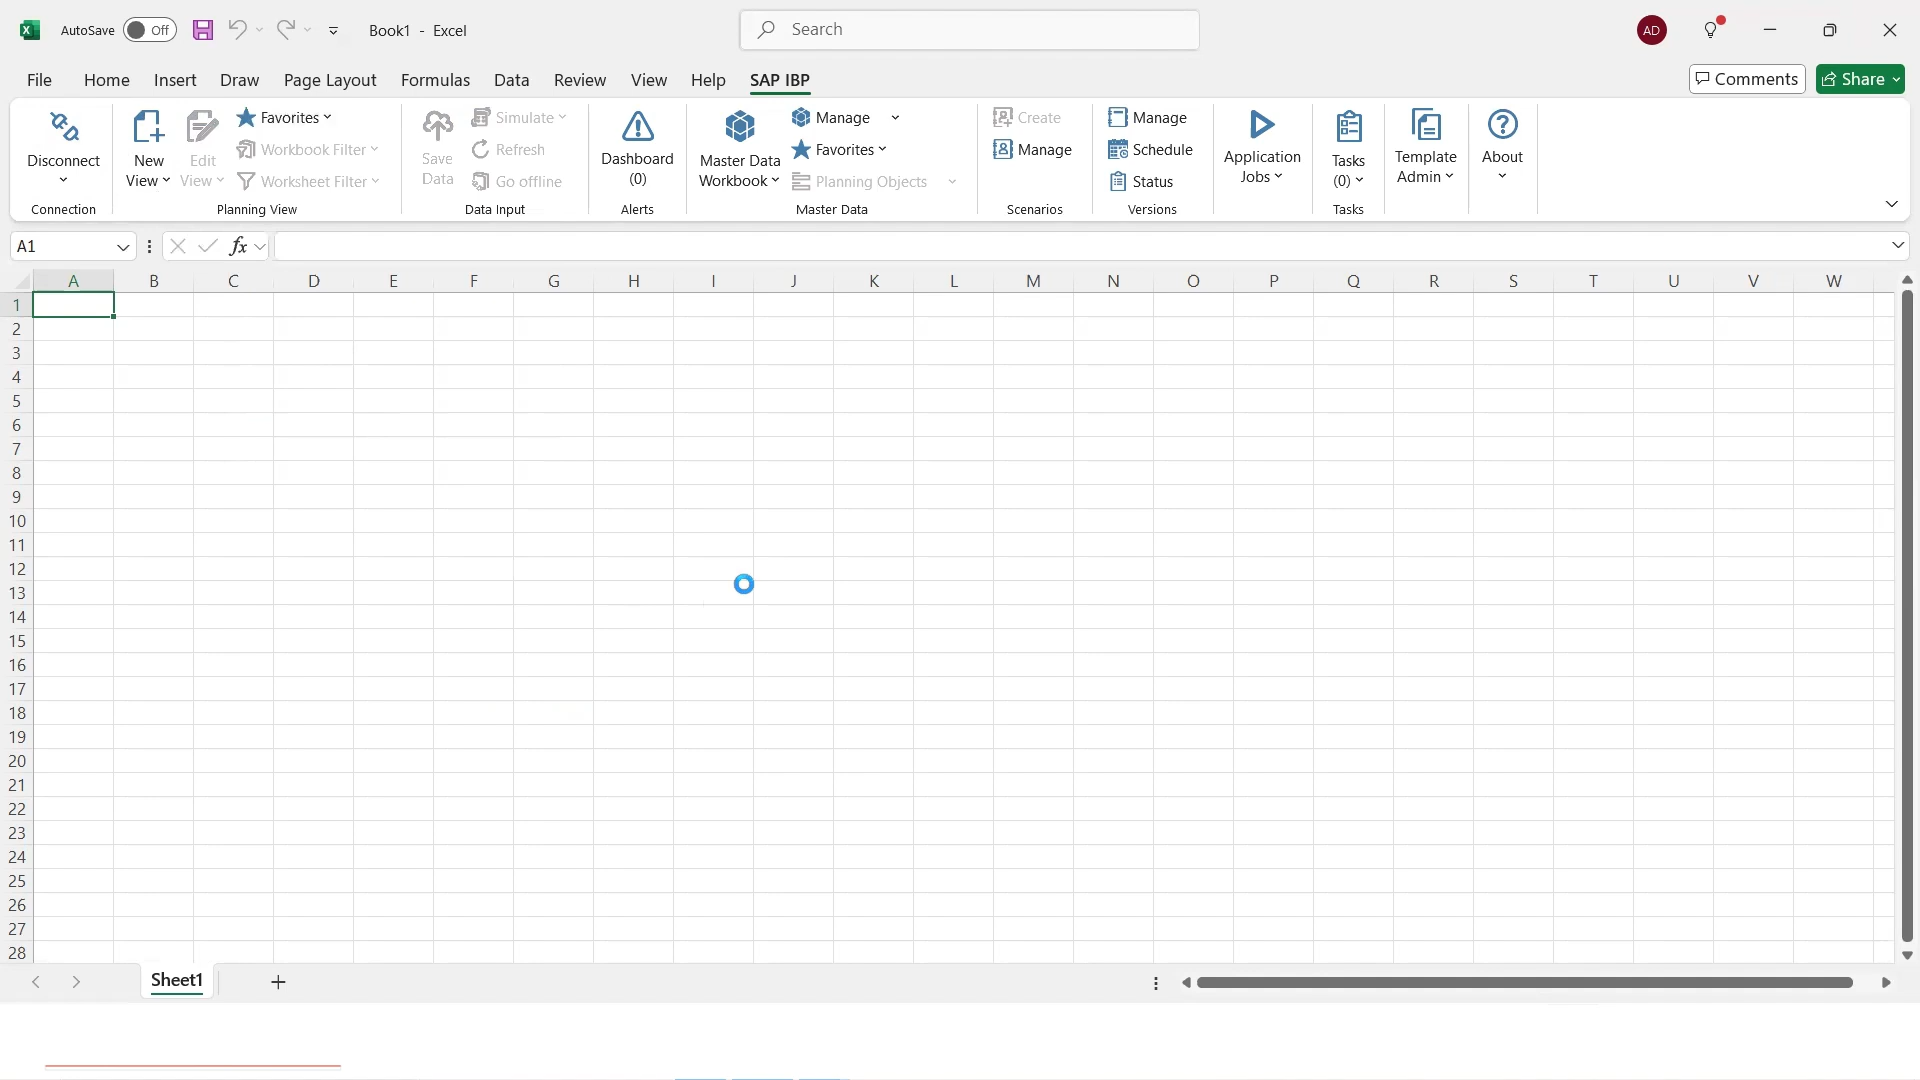 AutoSave Off Book1 - Excel Search AD
File Home Insert Draw Page Layout Formulas Data Review View Help SAP IBP Comments Share
Disconnect
Connection
New View
Edit View
Favorites
Workbook Filter
Worksheet Filter
Planning View
Save Data
Simulate
Refresh
Go offline
Data Input
Dashboard
(0)
Alerts
Master Data
Workbook
Manage
Favorites
Planning Objects
Master Data
Create
Manage
Scenarios
Manage
Schedule
Status
Versions
Application
Jobs
Tasks
(0)
Tasks
Template
Admin
About
A1 fx
A B C D E F G H I J K L M N O P Q R S T U V W
1
2
3
4
5
6
7
8
9
10
11
12
13
14
15
16
17
18
19
20
21
22
23
24
25
26
27
28
Sheet1